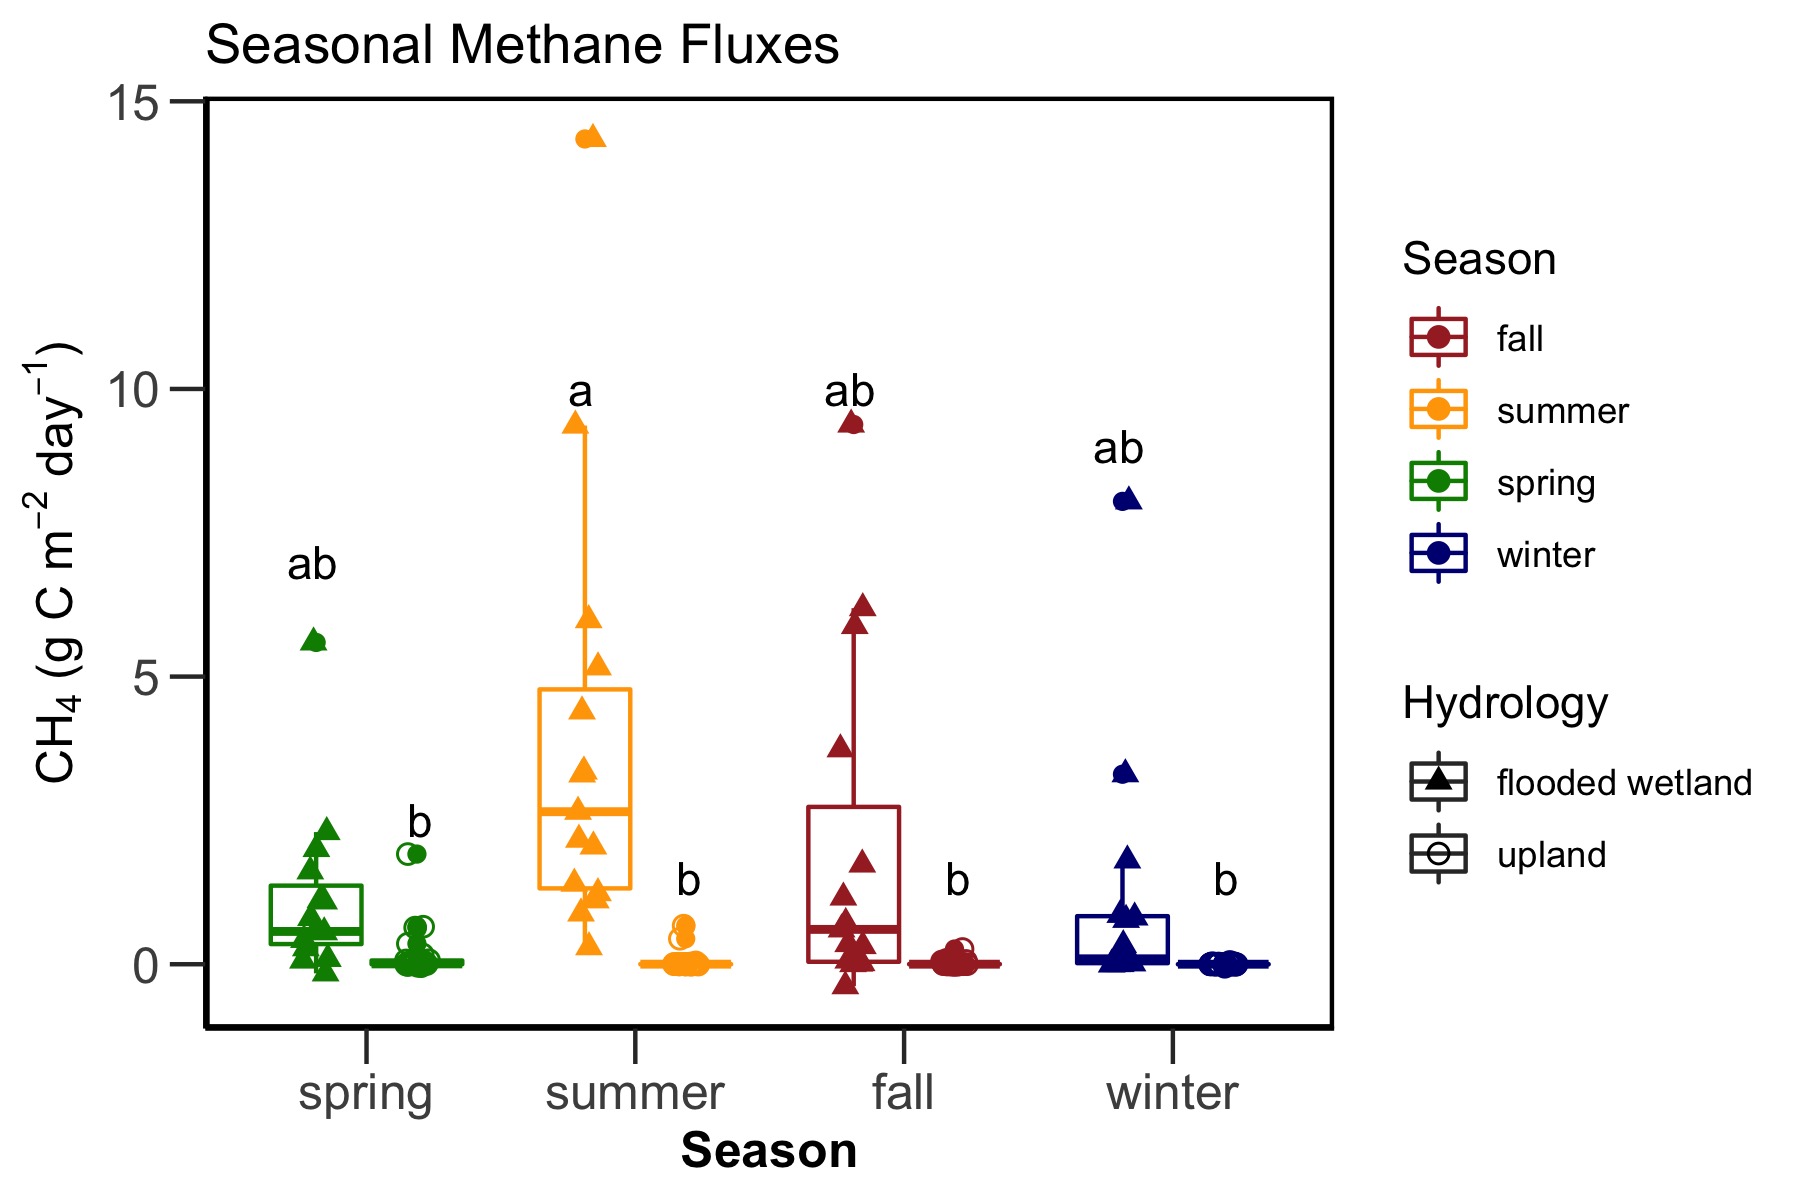 Seasonal Methane Fluxes
15
10
5
0
CH₄ (g C m⁻² day⁻¹)
ab
b
a
b
ab
b
ab
b
spring
summer
fall
winter
Season
Season
fall
summer
spring
winter
Hydrology
flooded wetland
upland